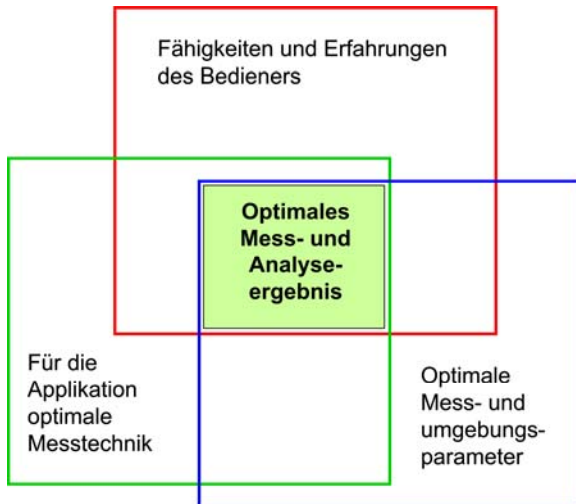 Fähigkeiten und Erfahrungen
des Bedieners
Optimales
Mess- und
Analyse-
ergebnis
Für die
Applikation
optimale
Messtechnik
Optimale
Mess- und
umgebungs-
parameter